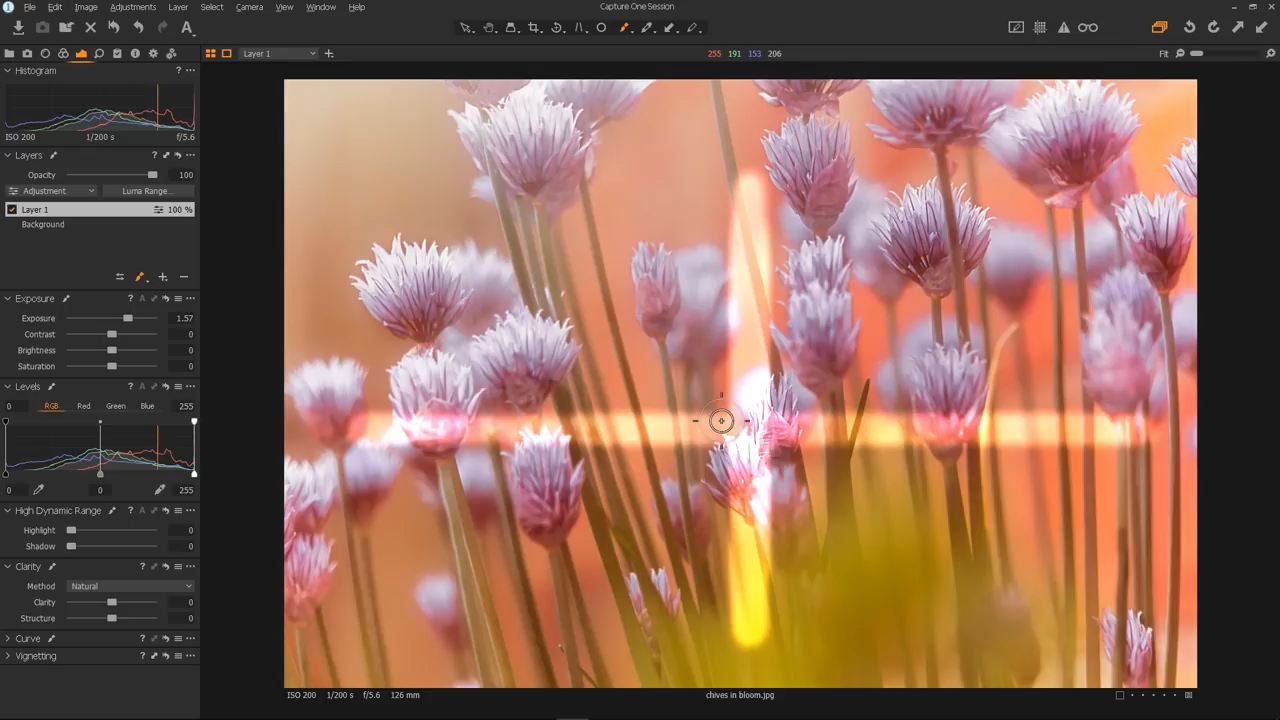 File Edit Image Adjustments Layer Select Camera View Window Help
Capture One Session
Layer 1
255 191 153 206
Fit
Histogram
ISO 200 1/200 s f/5.6
Layers
Opacity 100
Adjustment Luma Range...
Layer 1 100 %
Background
Exposure
Exposure 1.57
Contrast 0
Brightness 0
Saturation 0
Levels
0 RGB Red Green Blue 255
0 0 255
High Dynamic Range
Highlight 0
Shadow 0
Clarity
Method Natural
Clarity 0
Structure 0
Curve
Vignetting
ISO 200 1/200 s f/5.6 126 mm
chives in bloom.jpg